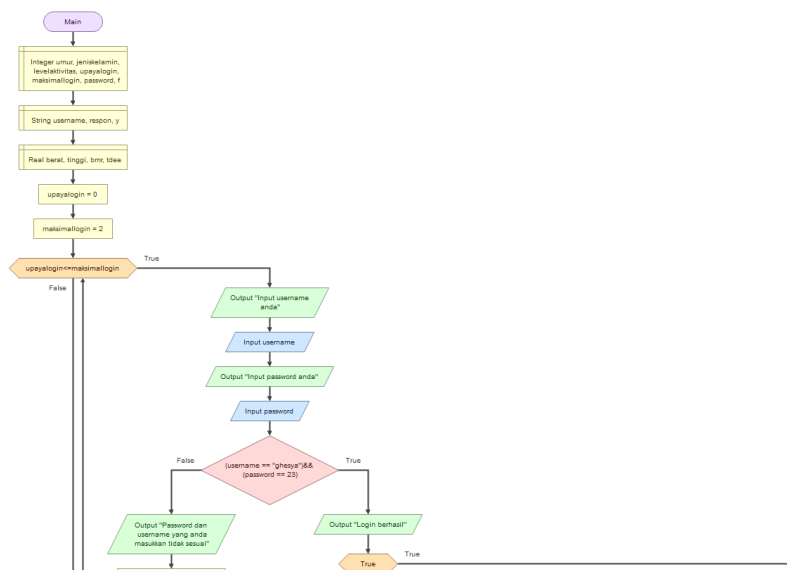 Main
Integer umur, jeniskelamin,
levelaktivitas, upayalogin,
maksimallogin, password, f
String username, respon, y
Real berat, tinggi, bmr, tdee
upayalogin = 0
maksimallogin = 2
upayalogin<=maksimallogin
True
False
Output "Input username
anda"
Input username
Output "Input password anda"
Input password
(username == "ghesya")&&
(password == 23)
False
True
Output "Password dan
username yang anda
masukkan tidak sesuai"
Output "Login berhasil"
True
True